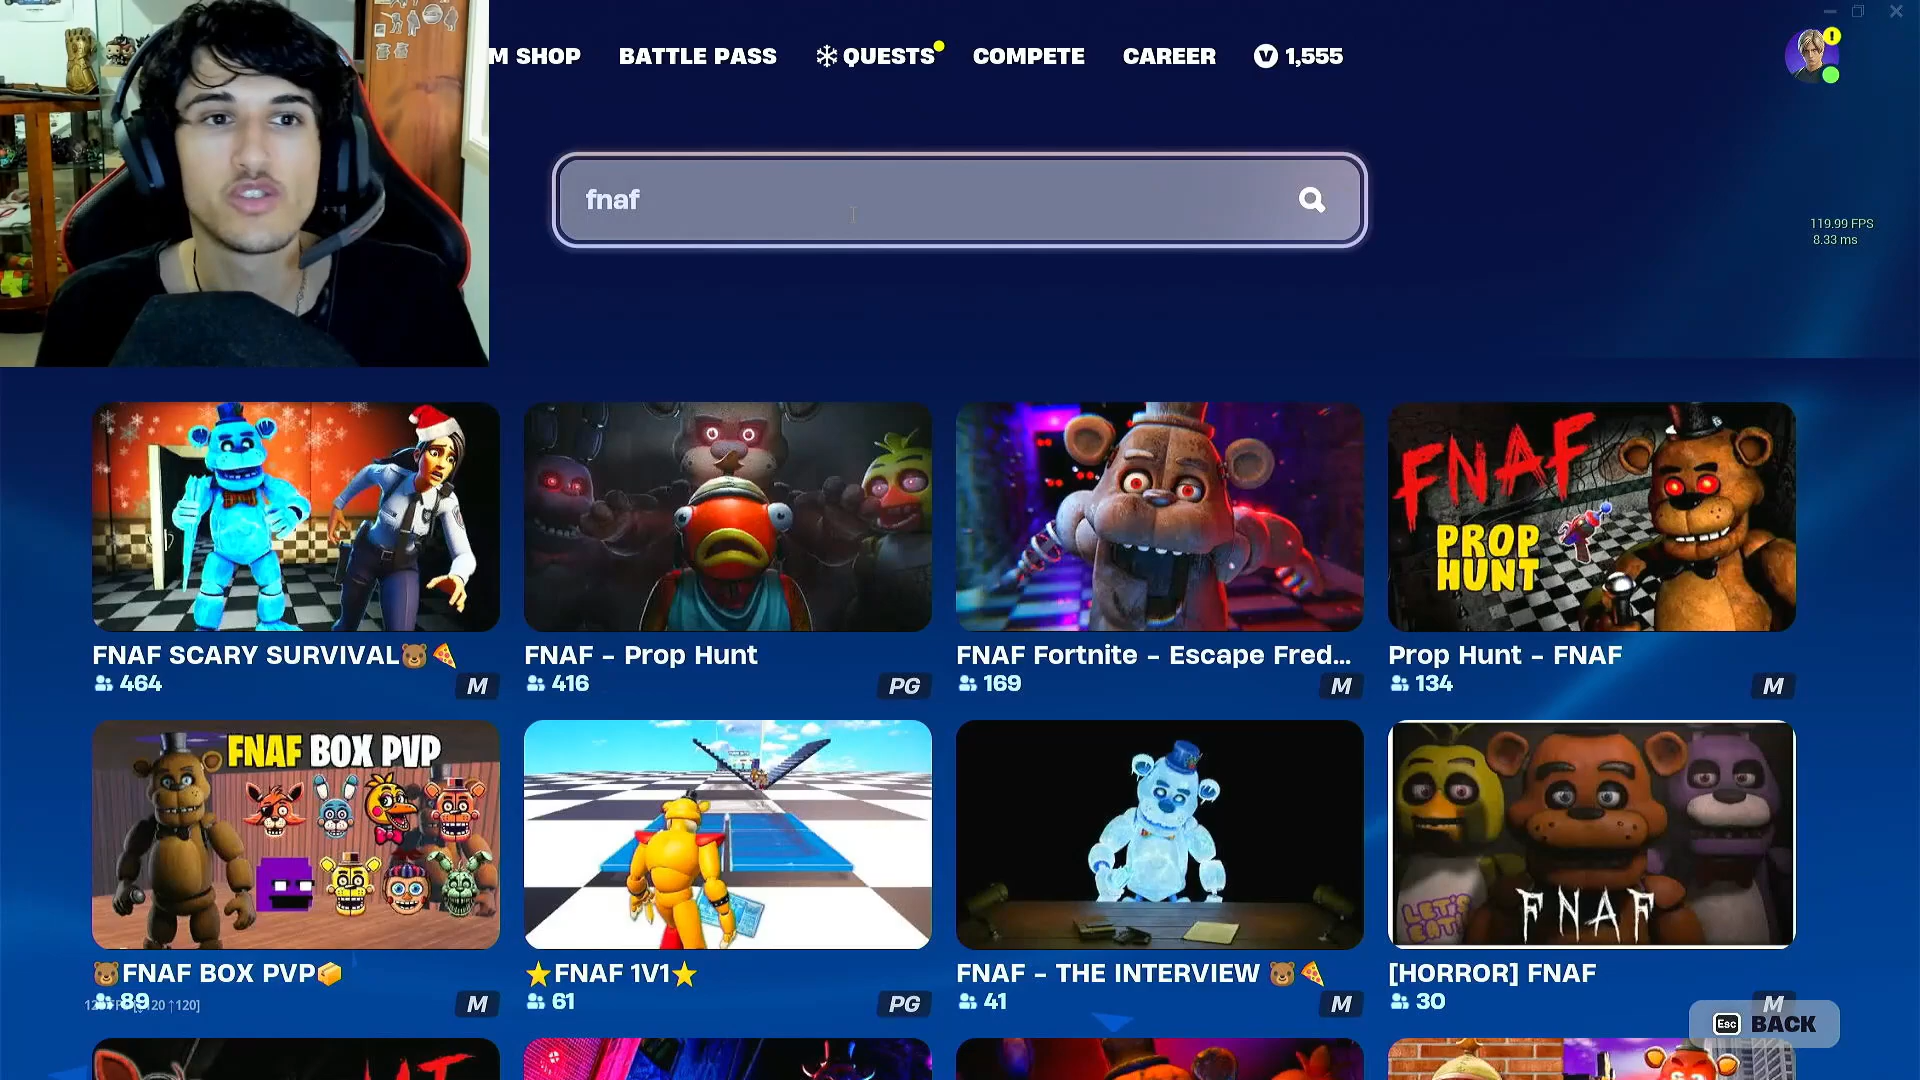 M SHOP
BATTLE PASS
QUESTS
COMPETE
CAREER
V 1,555
!
fnaf
119.99 FPS
8.33 ms
FNAF
PROP
HUNT
FNAF SCARY SURVIVAL🐻🍕
464
M
FNAF - Prop Hunt
416
PG
FNAF Fortnite - Escape Fred...
169
M
Prop Hunt - FNAF
134
M
FNAF BOX PVP
LET'S
EAT!
FNAF
🐻FNAF BOX PVP📦
89
M
⭐FNAF 1V1⭐
61
PG
FNAF - THE INTERVIEW 🐻🍕
41
M
[HORROR] FNAF
30
M
Esc BACK